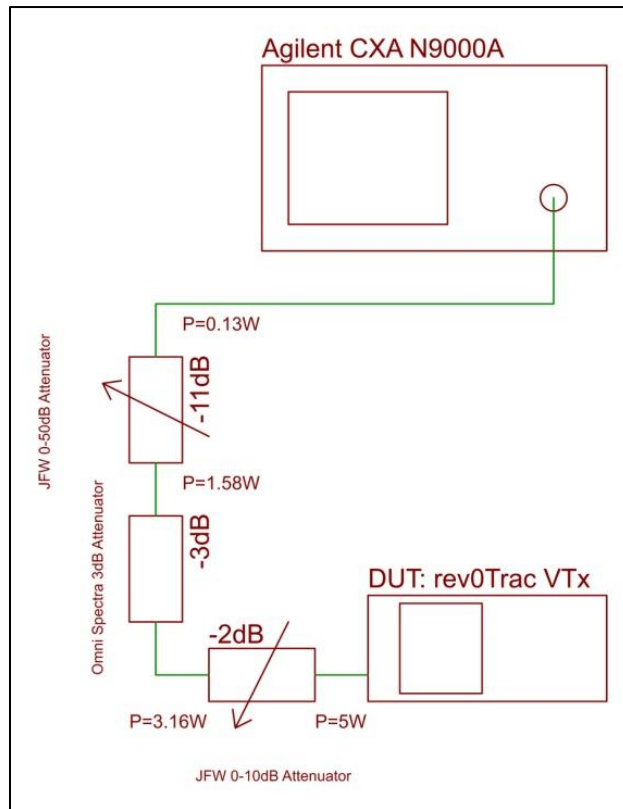 Agilent CXA N9000A
P=0.13W
-11dB
JFW 0-50dB Attenuator
P=1.58W
-3dB
Omni Spectra 3dB Attenuator
DUT: rev0Trac VTx
-2dB
P=3.16W
P=5W
JFW 0-10dB Attenuator